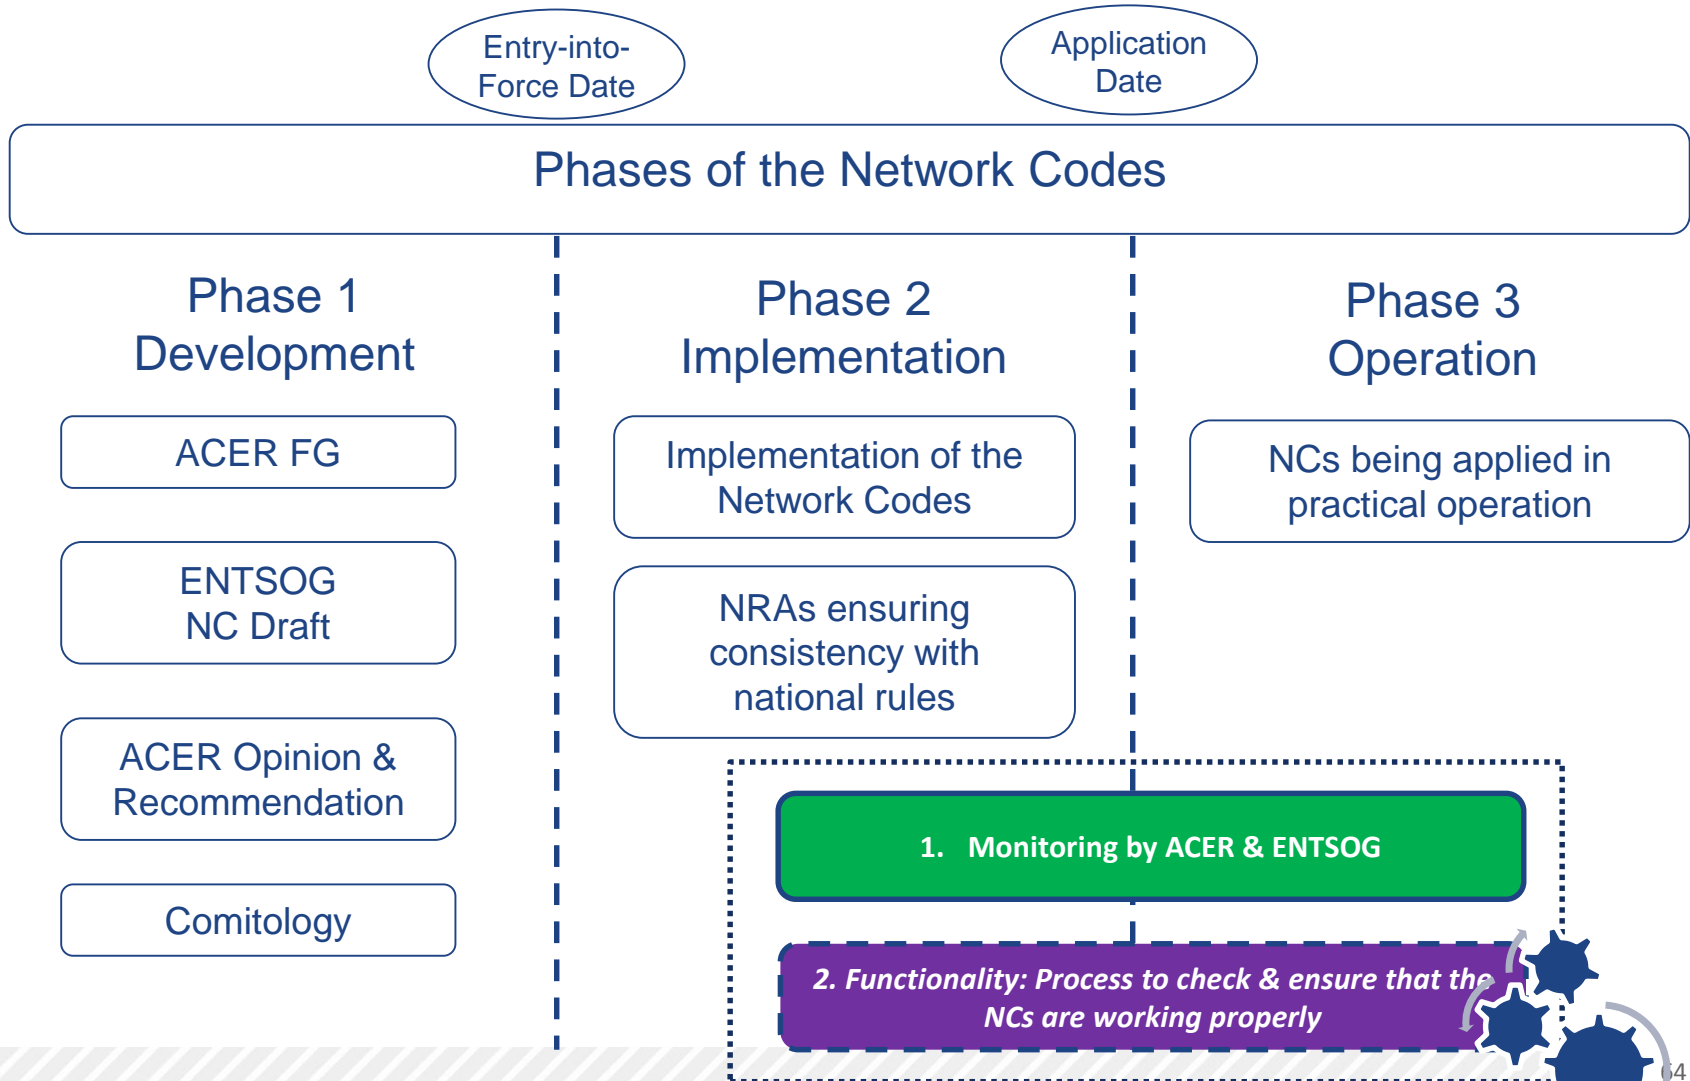 Entry-into-
Force Date
Application
Date
Phases of the Network Codes
Phase 1
Development
ACER FG
ENTSOG
NC Draft
ACER Opinion &
Recommendation
Comitology
Phase 2
Implementation
Implementation of the
Network Codes
NRAs ensuring
consistency with
national rules
Phase 3
Operation
NCs being applied in
practical operation
1. Monitoring by ACER & ENTSOG
2. Functionality: Process to check & ensure that the
NCs are working properly
64